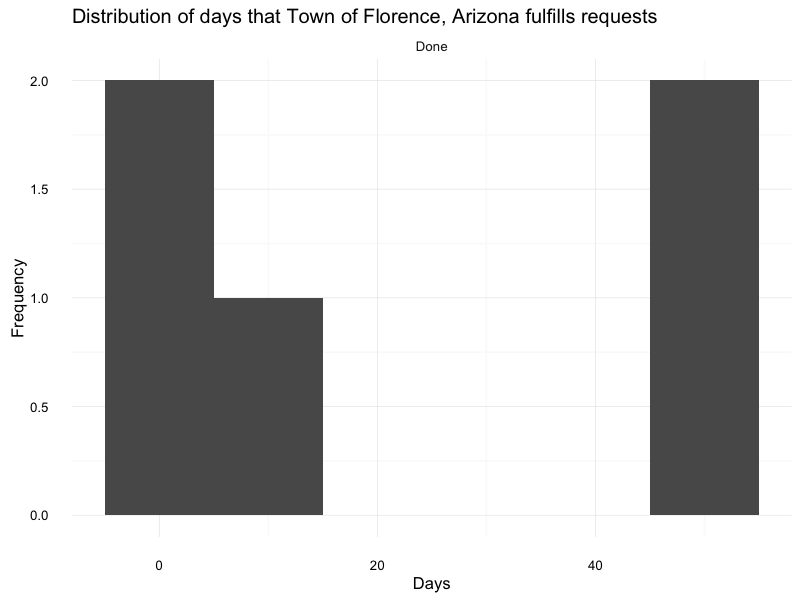 Distribution of days that Town of Florence, Arizona fulfills requests
Done
2.0
1.5
1.0
0.5
0.0
Frequency
0
20
40
Days